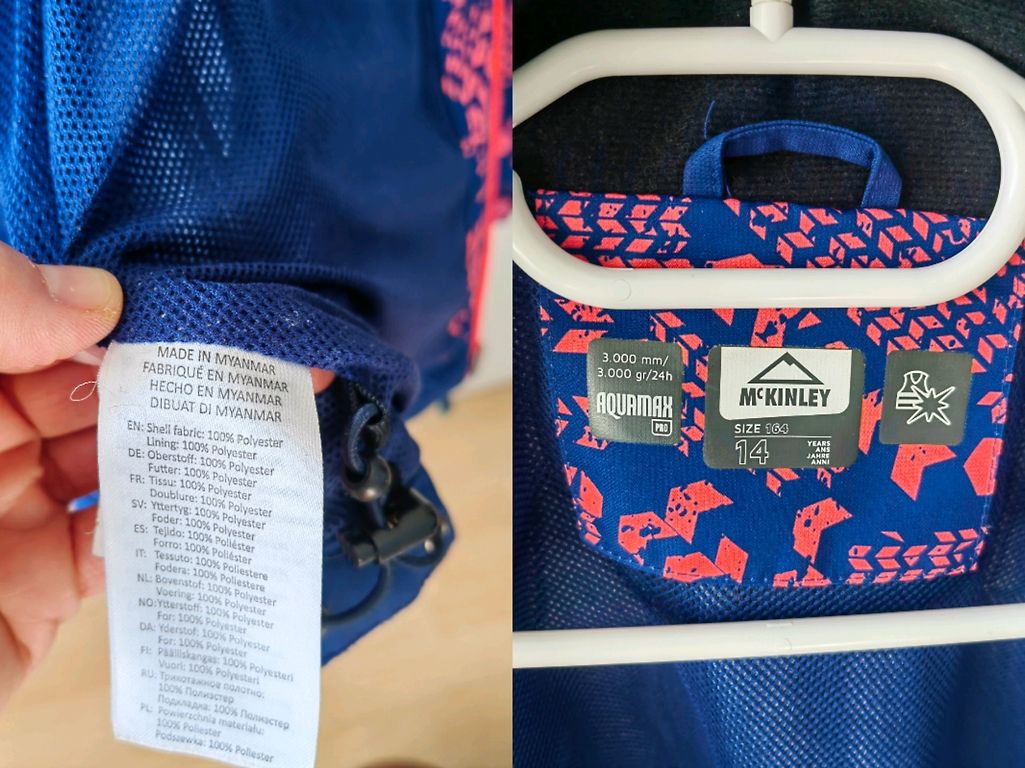 MADE IN MYANMAR
FABRIQUÉ EN MYANMAR
HECHO EN MYANMAR
DIBUAT DI MYANMAR
EN: Shell fabric: 100% Polyester
Lining: 100% Polyester
DE: Oberstoff: 100% Polyester
Futter: 100% Polyester
FR: Tissu: 100% Polyester
Doublure: 100% Polyester
SV: Yttertyg: 100% Polyester
Foder: 100% Polyester
ES: Tejido: 100% Poliéster
Forro: 100% Poliéster
IT: Tessuto: 100% Poliestere
Fodera: 100% Poliestere
NL: Bovenstof: 100% Polyester
Voering: 100% Polyester
NO: Ytterstoff: 100% Polyester
For: 100% Polyester
DA: Yderstof: 100% Polyester
For: 100% Polyester
FI: Päälliskangas: 100% Polyesteri
Vuori: 100% Polyesteri
RU: Трикотажное полотно:
100% Полиэстер
Подкладка: 100% Полиэстер
PL: Powierzchnia materiału:
100% Poliester
Podszewka: 100% Poliester
3.000 mm/
3.000 gr/24h
AQUAMAX
PRO
McKINLEY
SIZE 164
14
YEARS
ANS
JAHRE
ANNI